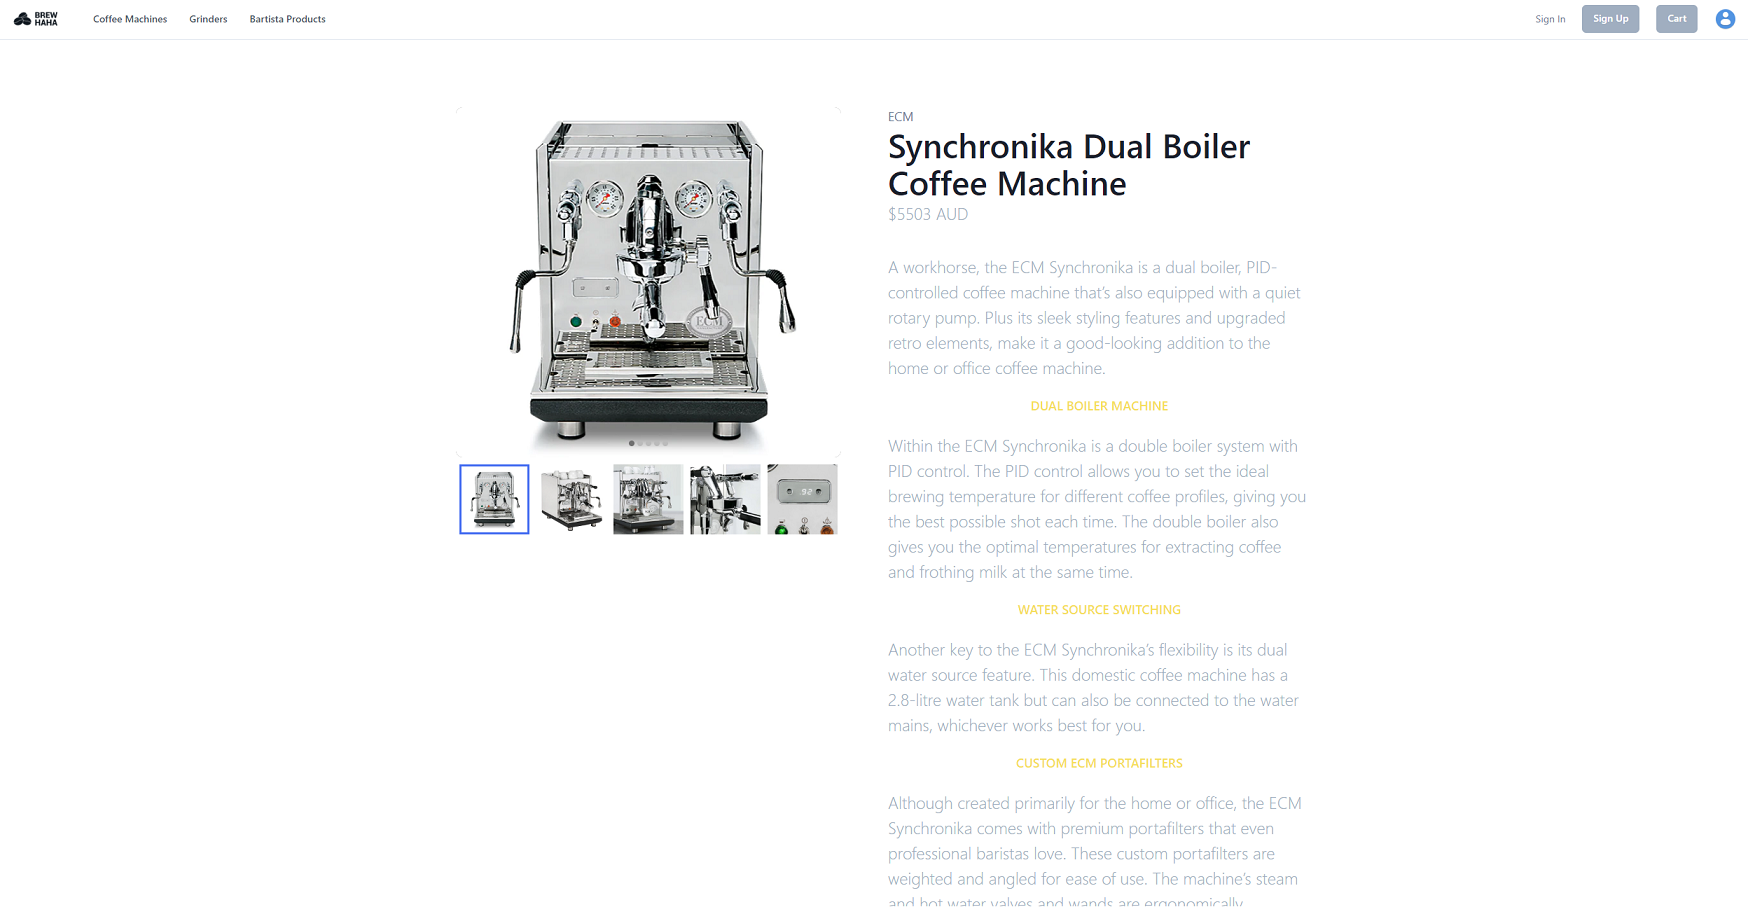 BREW
HAHA
Coffee Machines
Grinders
Bartista Products
Sign In
Sign Up
Cart
ECM
Synchronika Dual Boiler
Coffee Machine
$5503 AUD
A workhorse, the ECM Synchronika is a dual boiler, PID-
controlled coffee machine that's also equipped with a quiet
rotary pump. Plus its sleek styling features and upgraded
retro elements, make it a good-looking addition to the
home or office coffee machine.
DUAL BOILER MACHINE
Within the ECM Synchronika is a double boiler system with
PID control. The PID control allows you to set the ideal
brewing temperature for different coffee profiles, giving you
the best possible shot each time. The double boiler also
gives you the optimal temperatures for extracting coffee
and frothing milk at the same time.
WATER SOURCE SWITCHING
Another key to the ECM Synchronika's flexibility is its dual
water source feature. This domestic coffee machine has a
2.8-litre water tank but can also be connected to the water
mains, whichever works best for you.
CUSTOM ECM PORTAFILTERS
Although created primarily for the home or office, the ECM
Synchronika comes with premium portafilters that even
professional baristas love. These custom portafilters are
weighted and angled for ease of use. The machine's steam
and hot water valves and wands are ergonomically
ECM
92